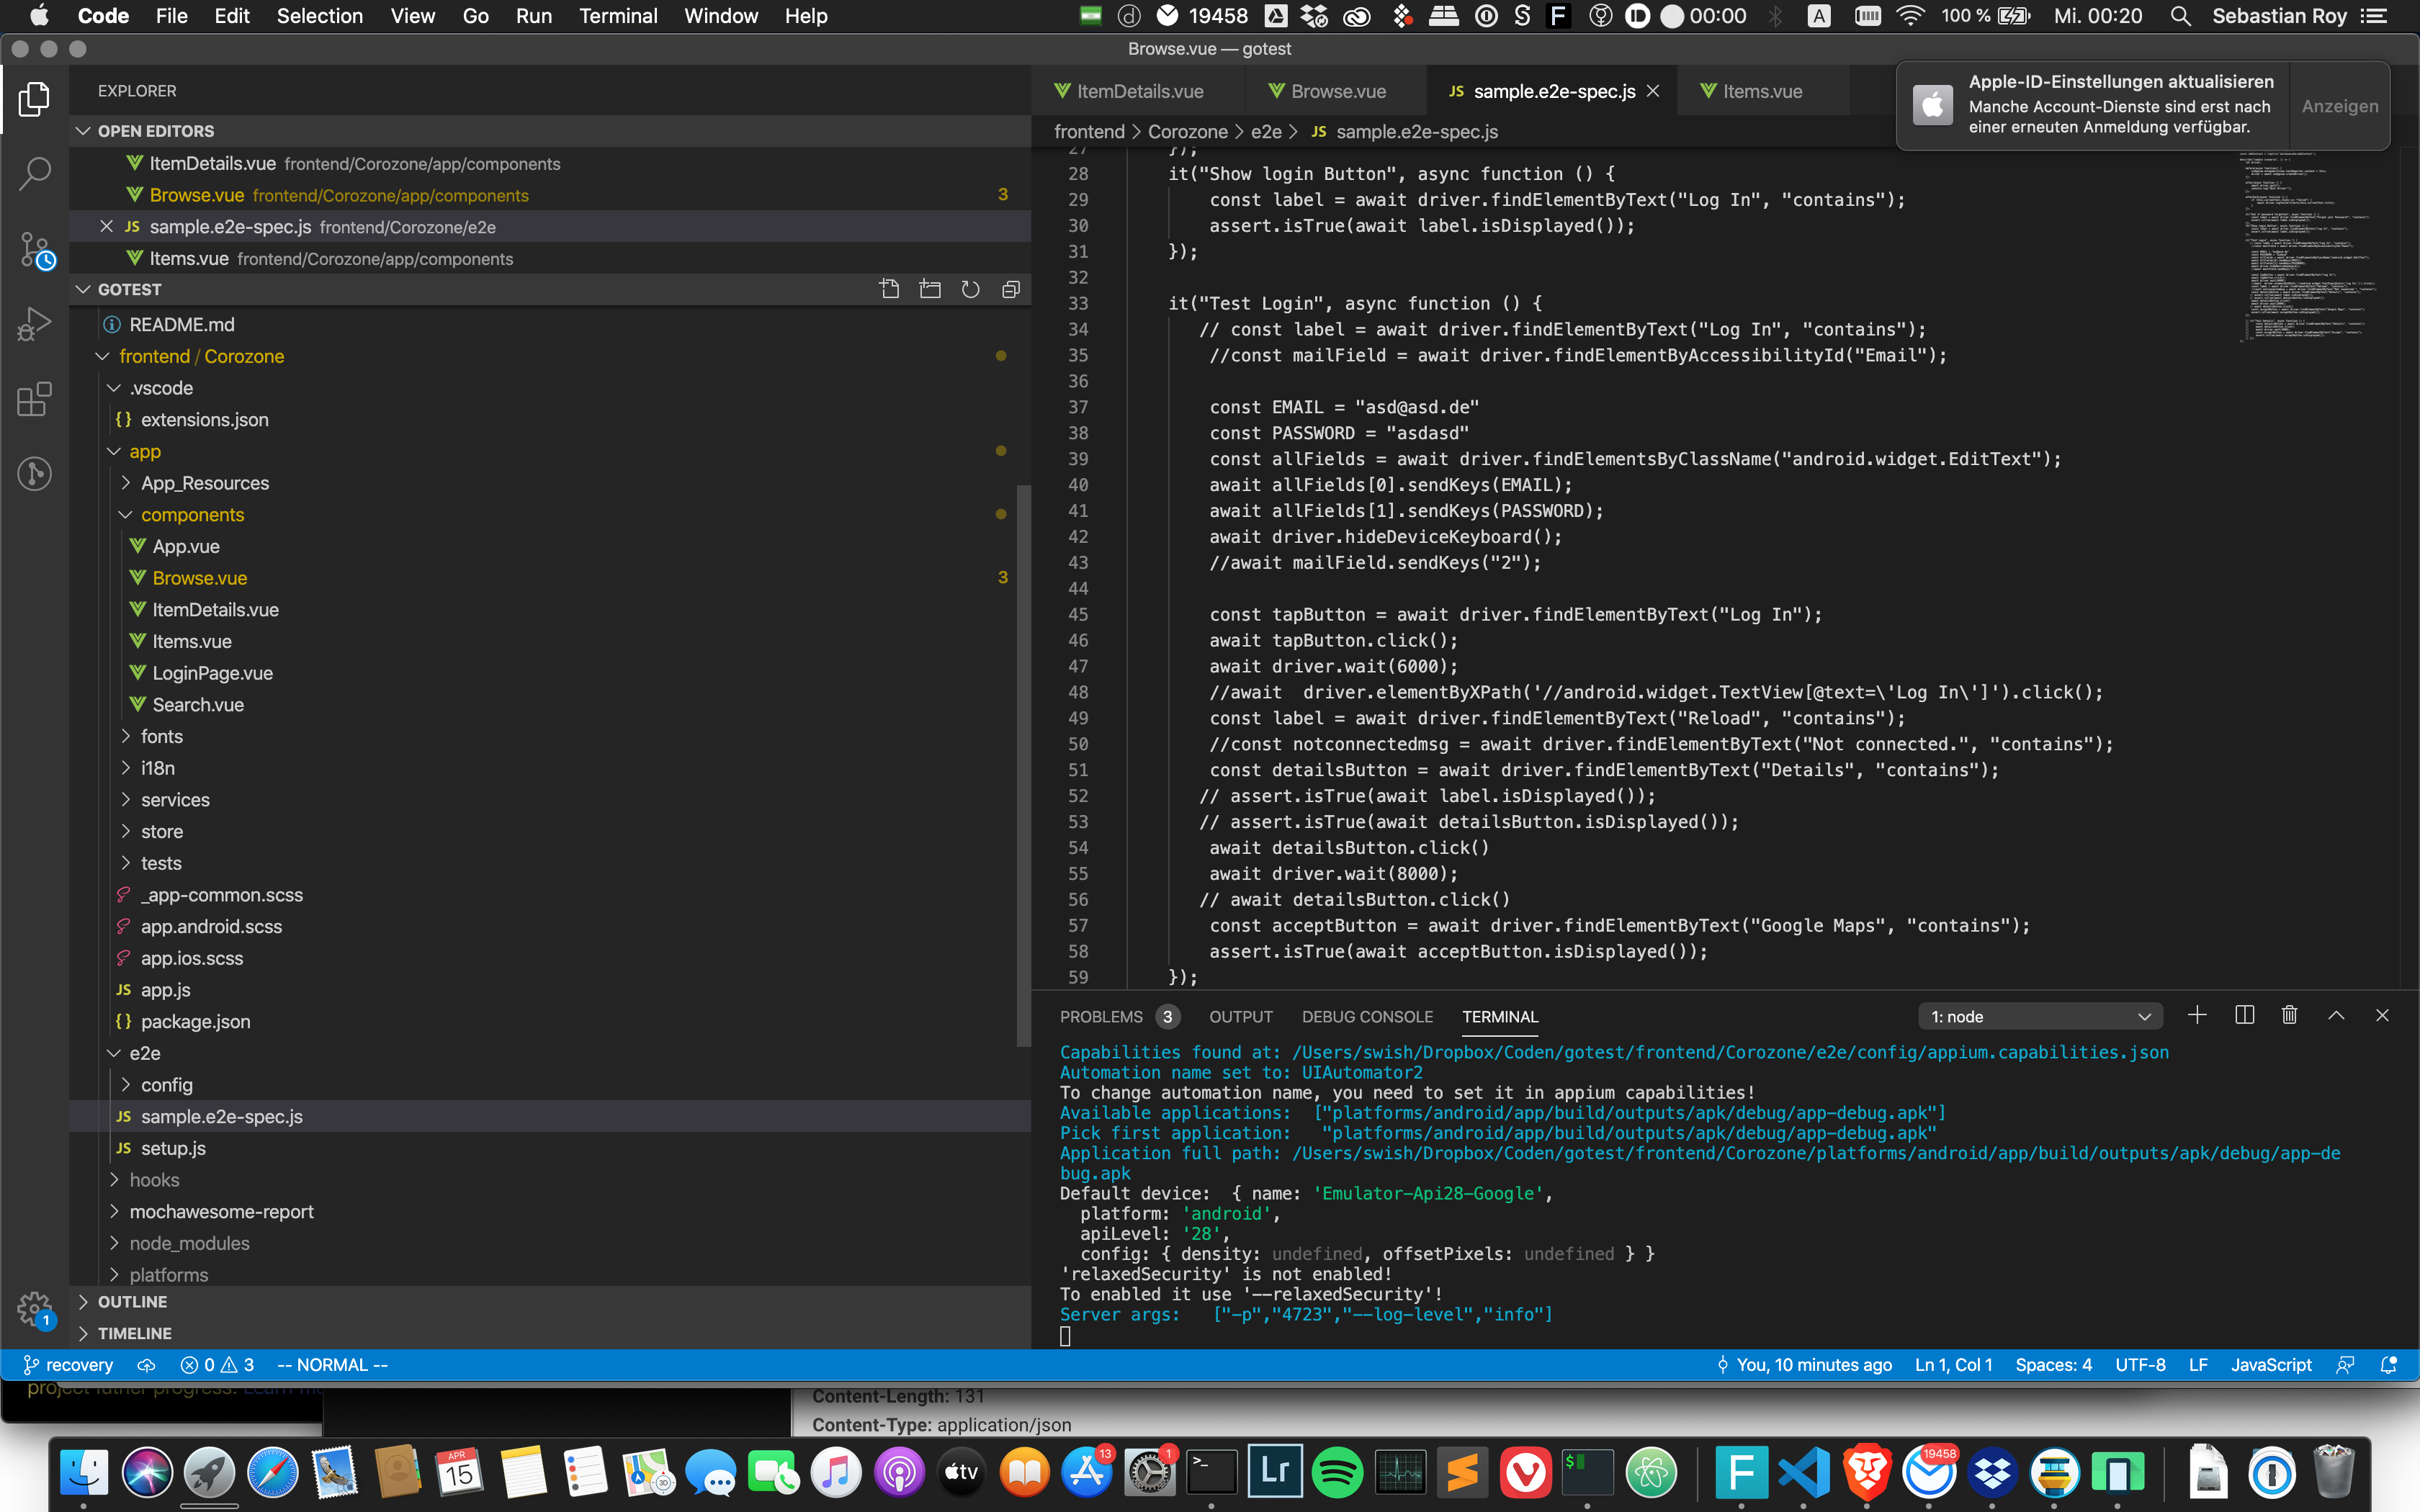 Code File Edit Selection View Go Run Terminal Window Help 19458 00:00 A 100 % Mi. 00:20 Sebastian Roy
Browse.vue — gotest
EXPLORER
OPEN EDITORS
ItemDetails.vue frontend/Corozone/app/components
Browse.vue frontend/Corozone/app/components 3
JS sample.e2e-spec.js frontend/Corozone/e2e
Items.vue frontend/Corozone/app/components
GOTEST
README.md
frontend / Corozone
.vscode
{} extensions.json
app
App_Resources
components
App.vue
Browse.vue 3
ItemDetails.vue
Items.vue
LoginPage.vue
Search.vue
fonts
i18n
services
store
tests
_app-common.scss
app.android.scss
app.ios.scss
JS app.js
{} package.json
e2e
config
JS sample.e2e-spec.js
JS setup.js
hooks
mochawesome-report
node_modules
platforms
OUTLINE
TIMELINE
1
ItemDetails.vue Browse.vue JS sample.e2e-spec.js Items.vue
Apple-ID-Einstellungen aktualisieren
Manche Account-Dienste sind erst nach
einer erneuten Anmeldung verfügbar.
Anzeigen
frontend > Corozone > e2e > JS sample.e2e-spec.js
27 });
28 it("Show login Button", async function () {
29 const label = await driver.findElementByText("Log In", "contains");
30 assert.isTrue(await label.isDisplayed());
31 });
32
33 it("Test Login", async function () {
34 // const label = await driver.findElementByText("Log In", "contains");
35 //const mailField = await driver.findElementByAccessibilityId("Email");
36
37 const EMAIL = "asd@asd.de"
38 const PASSWORD = "asdasd"
39 const allFields = await driver.findElementsByClassName("android.widget.EditText");
40 await allFields[0].sendKeys(EMAIL);
41 await allFields[1].sendKeys(PASSWORD);
42 await driver.hideDeviceKeyboard();
43 //await mailField.sendKeys("2");
44
45 const tapButton = await driver.findElementByText("Log In");
46 await tapButton.click();
47 await driver.wait(6000);
48 //await  driver.elementByXPath('//android.widget.TextView[@text=\'Log In\']').click();
49 const label = await driver.findElementByText("Reload", "contains");
50 //const notconnectedmsg = await driver.findElementByText("Not connected.", "contains");
51 const detailsButton = await driver.findElementByText("Details", "contains");
52 // assert.isTrue(await label.isDisplayed());
53 // assert.isTrue(await detailsButton.isDisplayed());
54 await detailsButton.click()
55 await driver.wait(8000);
56 // await detailsButton.click()
57 const acceptButton = await driver.findElementByText("Google Maps", "contains");
58 assert.isTrue(await acceptButton.isDisplayed());
59 });
PROBLEMS 3 OUTPUT DEBUG CONSOLE TERMINAL 1: node
Capabilities found at: /Users/swish/Dropbox/Coden/gotest/frontend/Corozone/e2e/config/appium.capabilities.json
Automation name set to: UIAutomator2
To change automation name, you need to set it in appium capabilities!
Available applications:  ["platforms/android/app/build/outputs/apk/debug/app-debug.apk"]
Pick first application:   "platforms/android/app/build/outputs/apk/debug/app-debug.apk"
Application full path: /Users/swish/Dropbox/Coden/gotest/frontend/Corozone/platforms/android/app/build/outputs/apk/debug/app-de
bug.apk
Default device:  { name: 'Emulator-Api28-Google',
platform: 'android',
apiLevel: '28',
config: { density: undefined, offsetPixels: undefined } }
'relaxedSecurity' is not enabled!
To enabled it use '--relaxedSecurity'!
Server args:   ["-p","4723","--log-level","info"]
recovery 0 3 -- NORMAL -- You, 10 minutes ago Ln 1, Col 1 Spaces: 4 UTF-8 LF JavaScript
Content-Length: 131
Content-Type: application/json
APR 15 3D tv 13 1 Lr F 19458